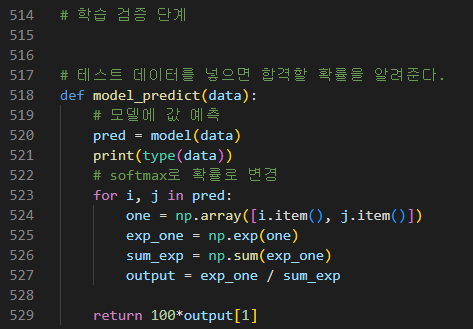 514 # 학습 검증 단계
515
516
517 # 테스트 데이터를 넣으면 합격할 확률을 알려준다.
518 def model_predict(data):
519     # 모델에 값 예측
520     pred = model(data)
521     print(type(data))
522     # softmax로 확률로 변경
523     for i, j in pred:
524         one = np.array([i.item(), j.item()])
525         exp_one = np.exp(one)
526         sum_exp = np.sum(exp_one)
527         output = exp_one / sum_exp
528
529     return 100*output[1]